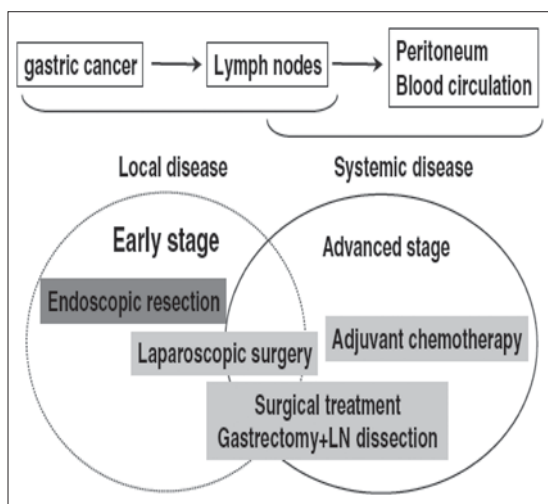 gastric cancer
Lymph nodes
Peritoneum
Blood circulation
Local disease
Systemic disease
Early stage
Advanced stage
Endoscopic resection
Laparoscopic surgery
Adjuvant chemotherapy
Surgical treatment
Gastrectomy+LN dissection